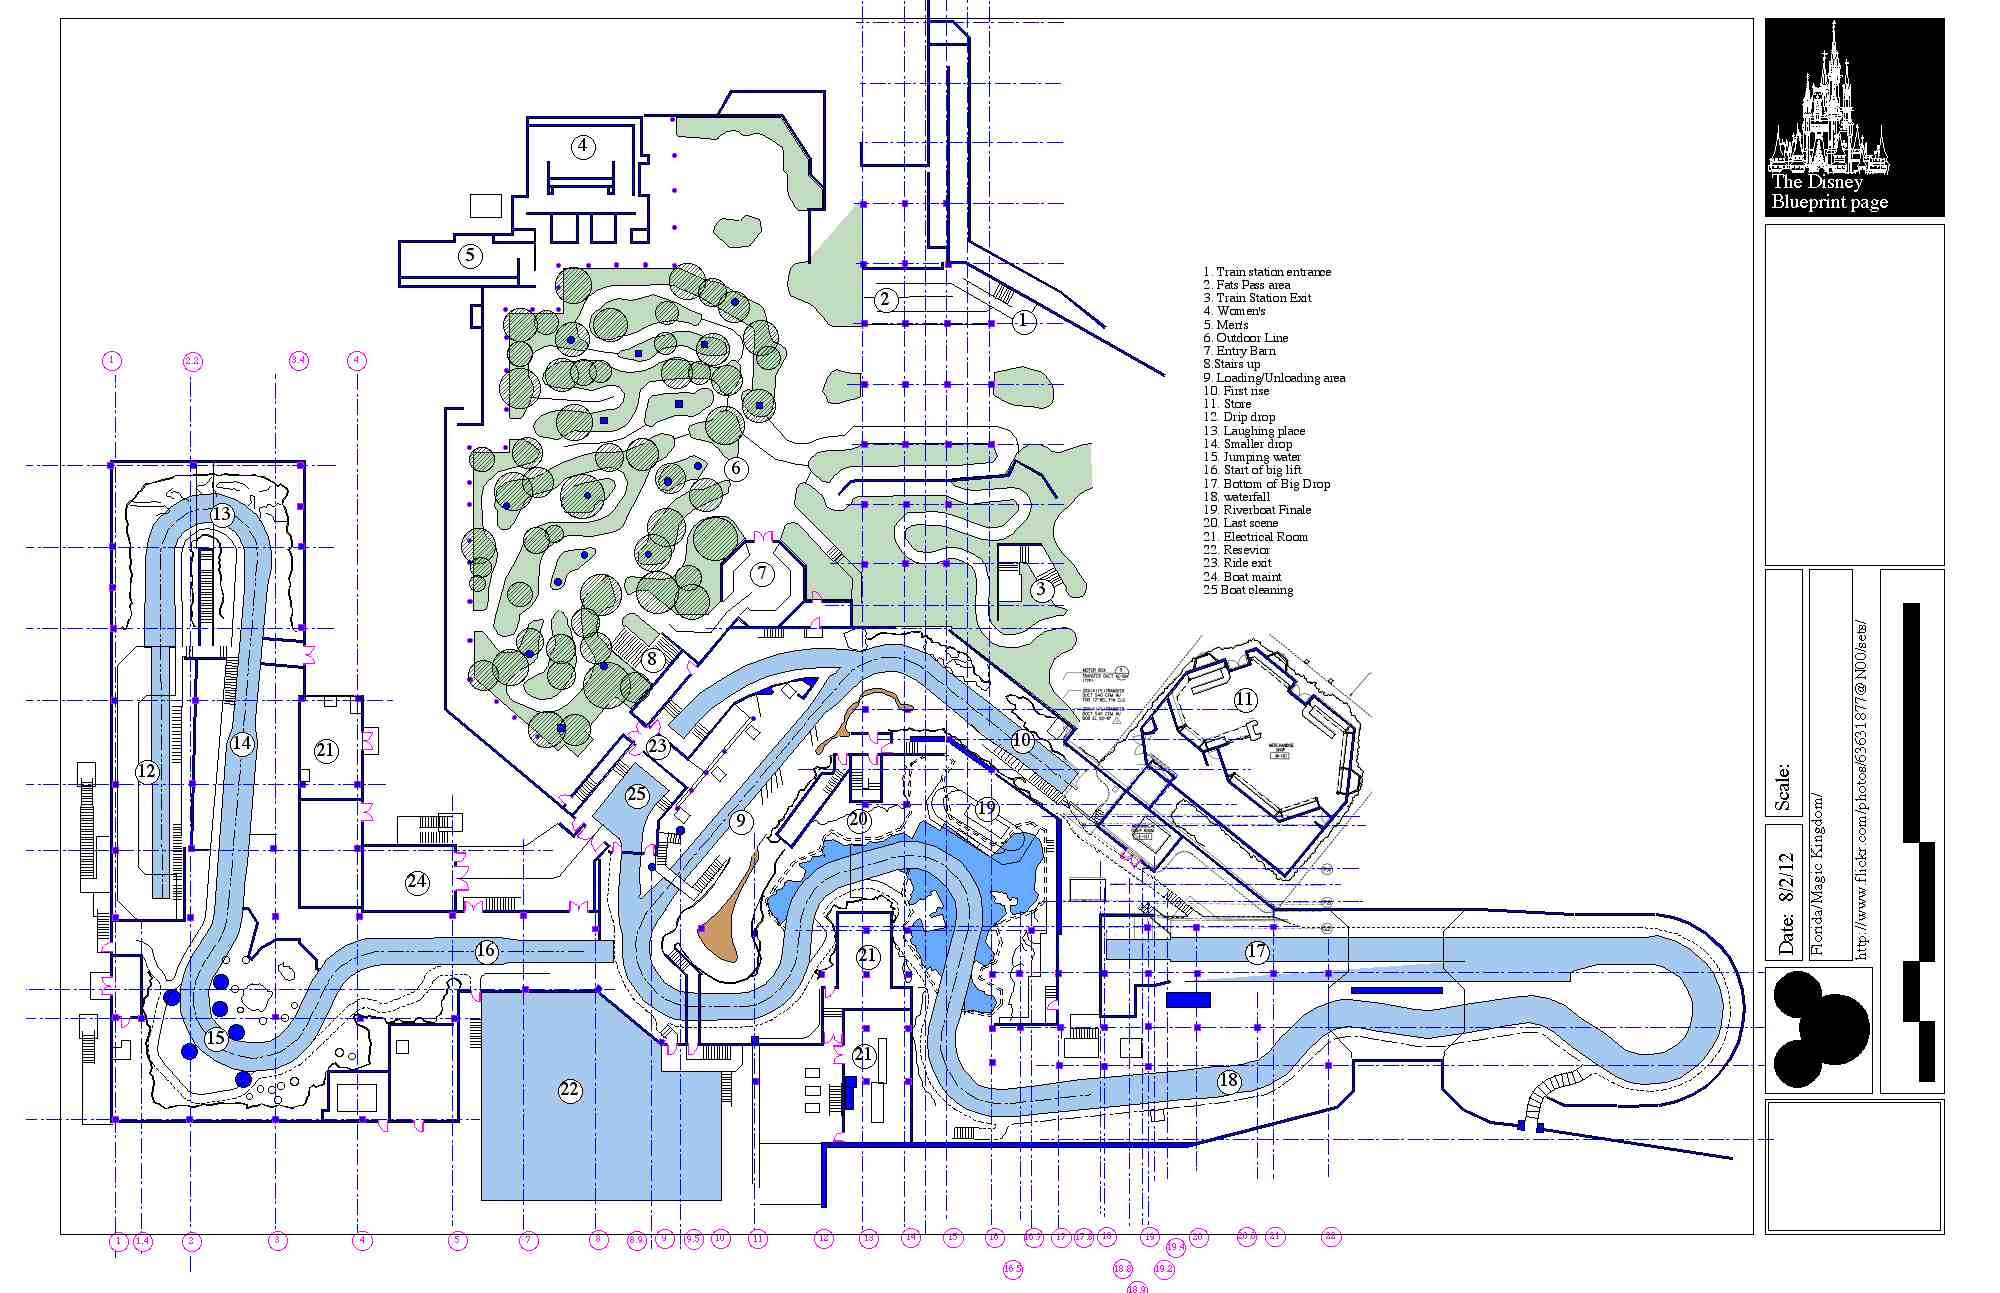 The Disney
Blueprint page
1. Train station entrance
2. Fats Pass area
3. Train Station Exit
4. Women's
5. Men's
6. Outdoor Line
7. Entry Barn
8.Stairs up
9. Loading/Unloading area
10. First rise
11. Store
12. Drip drop
13. Laughing place
14. Smaller drop
15. Jumping water
16. Start of big lift
17. Bottom of Big Drop
18. waterfall
19. Riverboat Finale
20. Last scene
21. Electrical Room
22. Resevior
23. Ride exit
24. Boat maint
25 Boat cleaning
4
5
2
1
6
7
3
8
23
25
9
10
11
19
20
13
14
12
21
24
16
15
22
21
21
17
18
1
2.2
3.4
4
1
1.4
2
3
4
5
7
8
8.9
9
9.5
10
11
12
13
14
15
16
16.5
16.7
17
17.8
18
18.8
18.9
19
19.2
19.4
20
21
22
Scale:
Date: 8/2/12
Florida/Magic Kingdom/
http://www.flickr.com/photos/63631877@N00/sets/